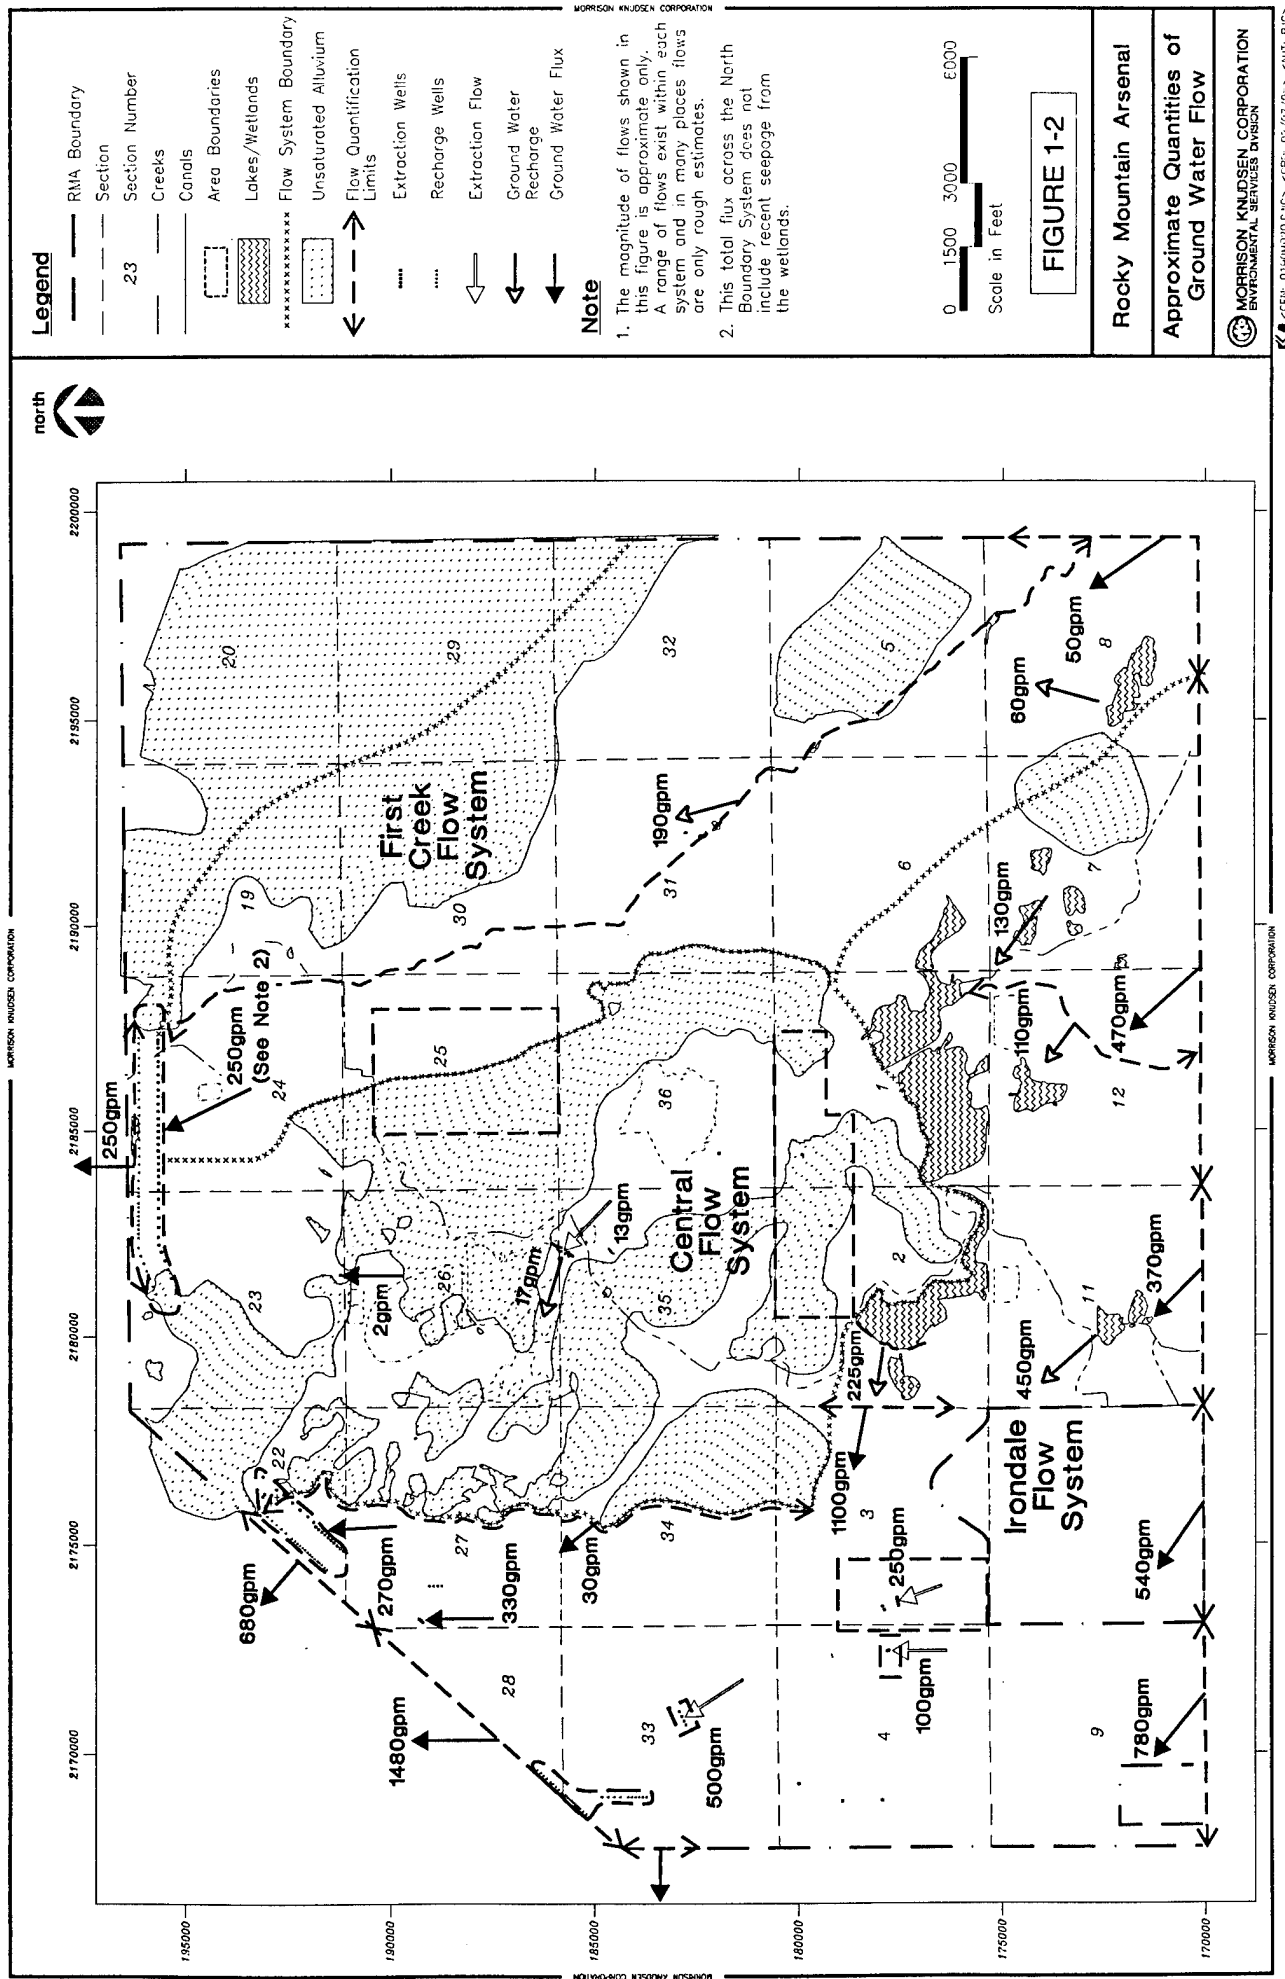 MORRISON KNUDSEN CORPORATION
MORRISON KNUDSEN CORPORATION
MORRISON KNUDSEN CORPORATION
MORRISON KNUDSEN CORPORATION
north
2170000
2175000
2180000
2185000
2190000
2195000
2200000
195000
190000
185000
180000
175000
170000
First
Creek
Flow
System
Central
Flow
System
Irondale
Flow
System
250gpm
250gpm
(See Note 2)
680gpm
270gpm
330gpm
30gpm
1480gpm
500gpm
100gpm
250gpm
1100gpm
225gpm
2gpm
17gpm
13gpm
190gpm
60gpm
50gpm
130gpm
110gpm
470gpm
370gpm
450gpm
540gpm
780gpm
19
20
22
23
24
25
26
27
28
29
30
31
32
33
34
35
36
1
2
3
4
5
6
7
8
9
11
12
Legend
RMA Boundary
Section
23
Section Number
Creeks
Canals
Area Boundaries
Lakes/Wetlands
Flow System Boundary
Unsaturated Alluvium
Flow Quantification
Limits
Extraction Wells
Recharge Wells
Extraction Flow
Ground Water
Recharge
Ground Water Flux
Note
1. The magnitude of flows shown in
this figure is approximate only.
A range of flows exist within each
system and in many places flows
are only rough estimates.
2. This total flux across the North
Boundary System does not
include recent seepage from
the wetlands.
0 1500 3000 6000
Scale in Feet
FIGURE 1-2
Rocky Mountain Arsenal
Approximate Quantities of
Ground Water Flow
MORRISON KNUDSEN CORPORATION
ENVIRONMENTAL SERVICES DIVISION